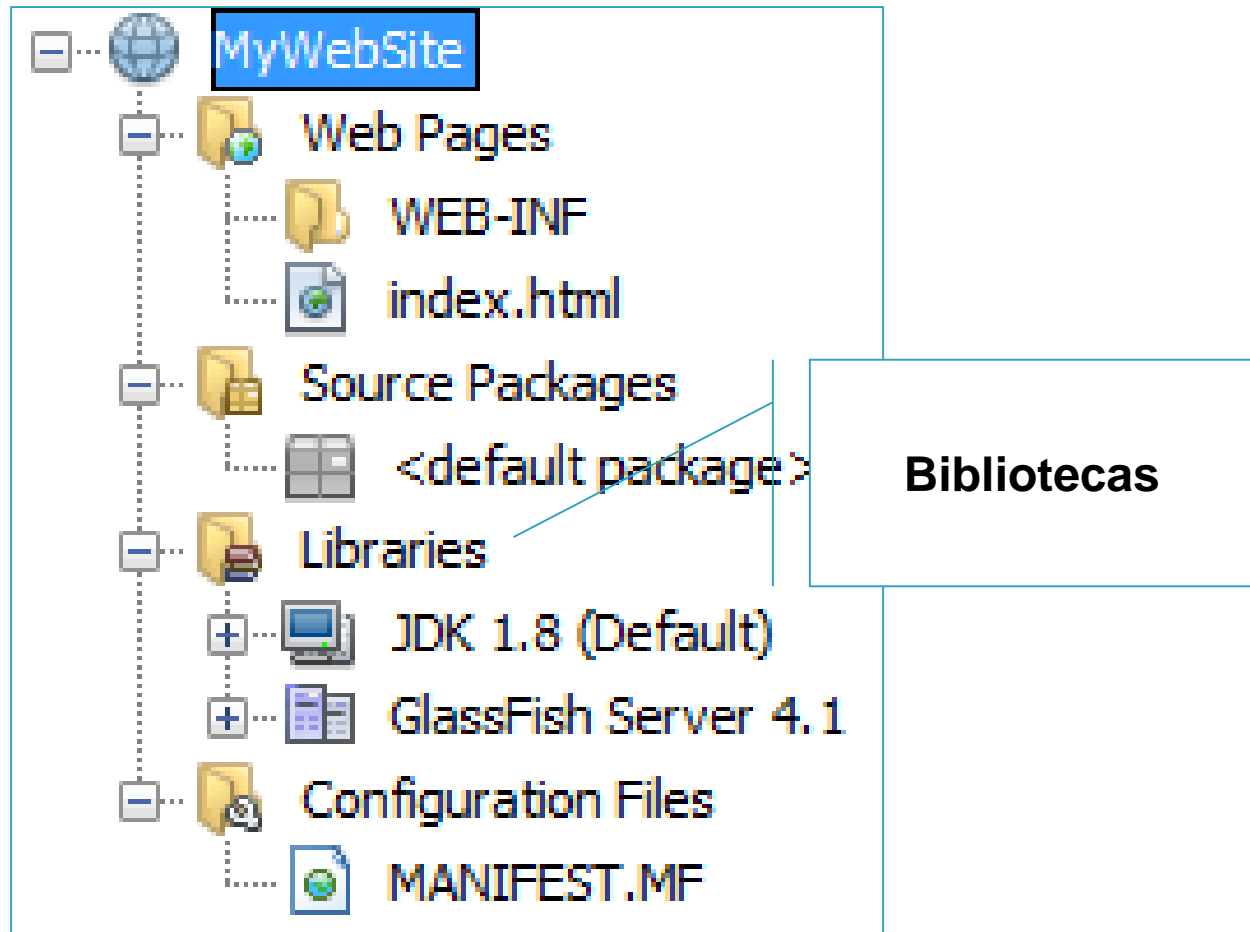 MyWebSite
Web Pages
WEB-INF
index.html
Source Packages
<default package>
Bibliotecas
Libraries
JDK 1.8 (Default)
GlassFish Server 4.1
Configuration Files
MANIFEST.MF